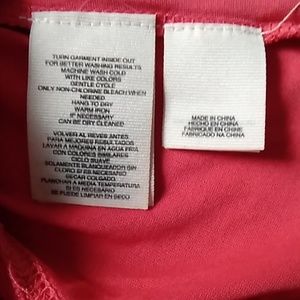 TURN GARMENT INSIDE OUT
FOR BETTER WASHING RESULTS
MACHINE WASH COLD
WITH LIKE COLORS
GENTLE CYCLE
ONLY NON-CHLORINE BLEACH WHEN
NEEDED
HANG TO DRY
WARM IRON
IF NECESSARY
CAN BE DRY CLEANED
VOLVER AL REVES ANTES
PARA MEJORES RESULTADOS
LAVAR A MAQUINA EN AGUA FRIA
CON COLORES SIMILARES
CICLO SUAVE
SOLAMENTE BLANQUEADOR SIN
CLORO SI ES NECESARIO
SECAR COLGADO
PLANCHAR A MEDIA TEMPERATURA
SI ES NECESARIO
SE PUEDE LIMPIAR EN SECO
MADE IN CHINA
HECHO EN CHINA
FABRIQUE EN CHINE
FABRICADO NA CHINA